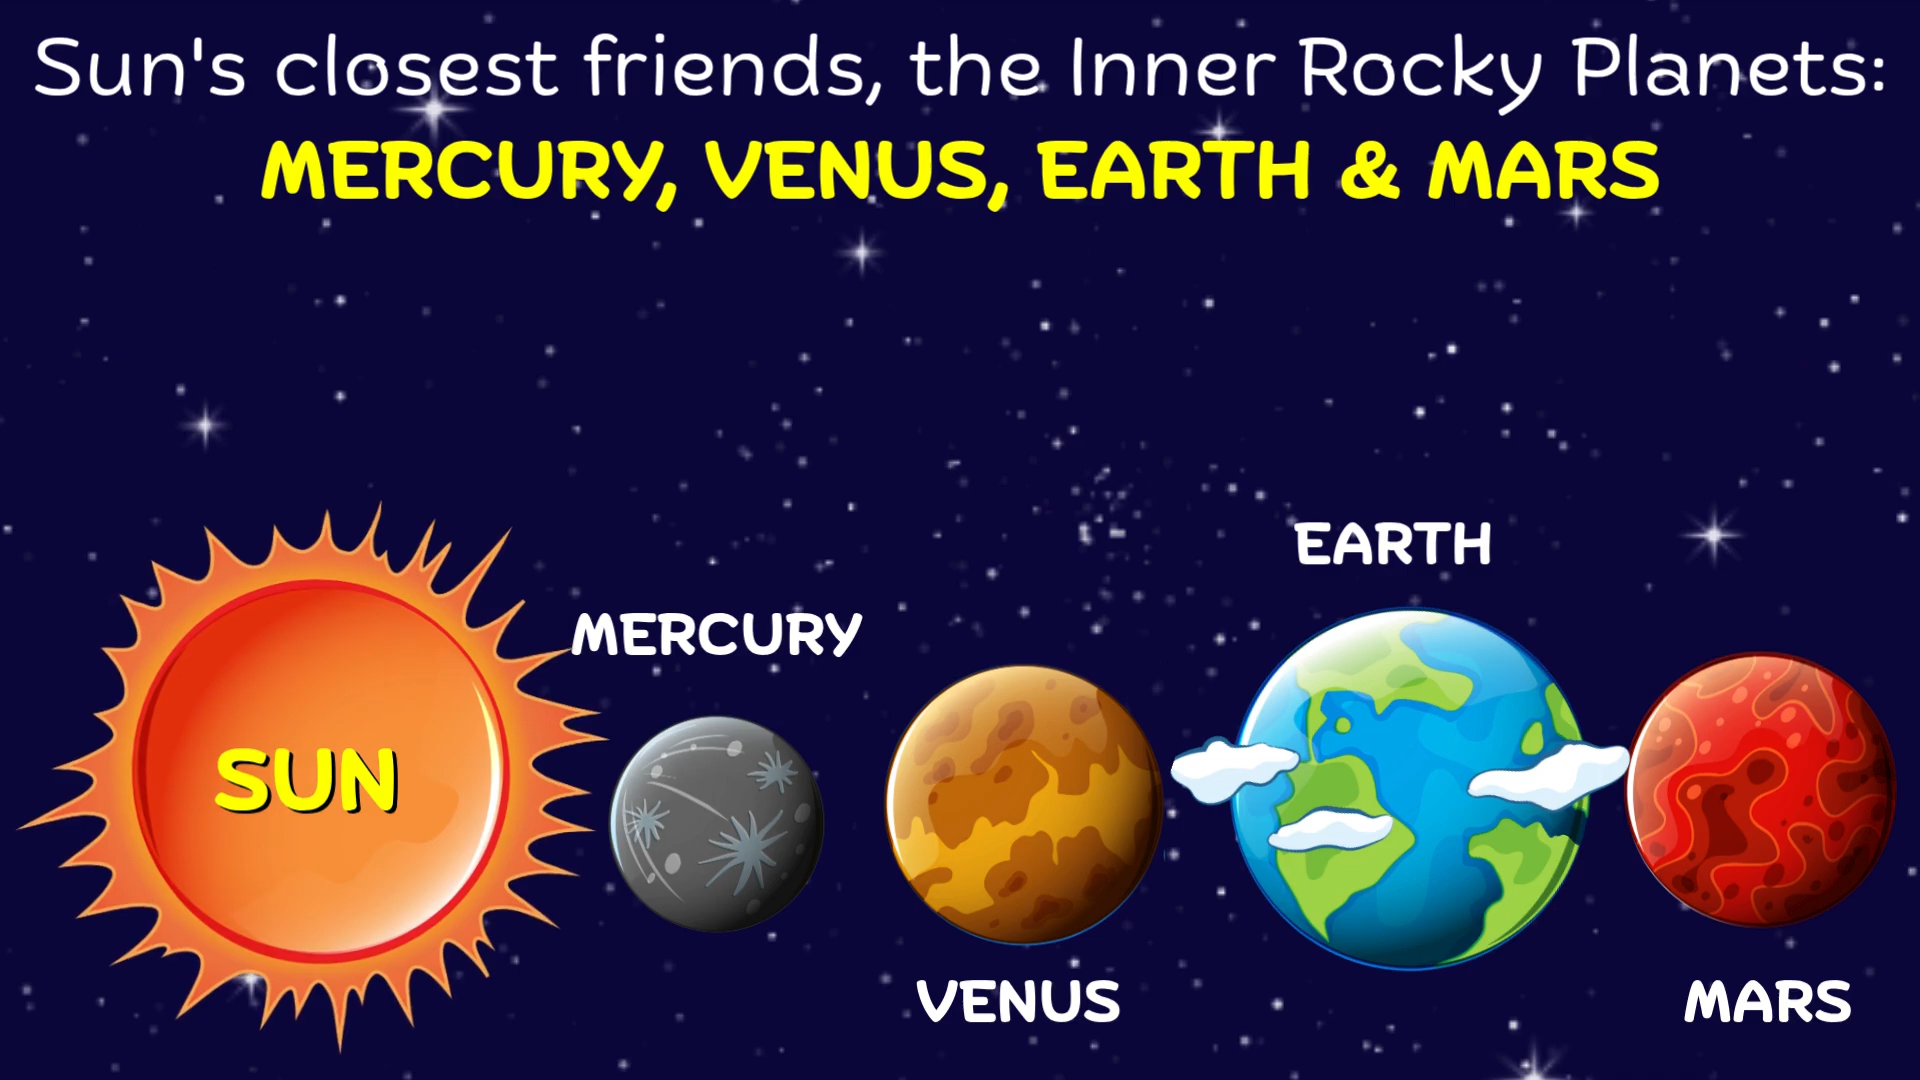 Sun's closest friends, the Inner Rocky Planets:
MERCURY, VENUS, EARTH & MARS
EARTH
MERCURY
SUN
VENUS
MARS